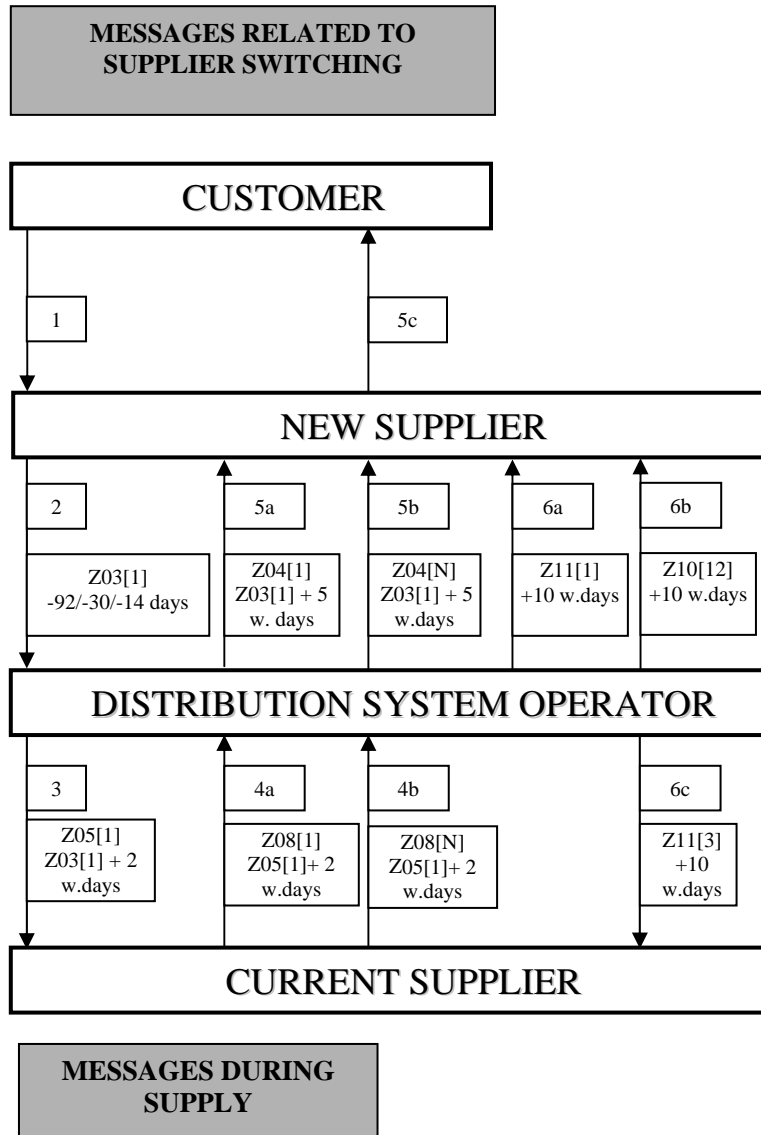 MESSAGES RELATED TO
SUPPLIER SWITCHING
CUSTOMER
1
5c
NEW SUPPLIER
2
5a
5b
6a
6b
Z03[1]
-92/-30/-14 days
Z04[1]
Z03[1] + 5
w. days
Z04[N]
Z03[1] + 5
w.days
Z11[1]
+10 w.days
Z10[12]
+10 w.days
DISTRIBUTION SYSTEM OPERATOR
3
4a
4b
6c
Z05[1]
Z03[1] + 2
w.days
Z08[1]
Z05[1]+ 2
w.days
Z08[N]
Z05[1]+ 2
w.days
Z11[3]
+10
w.days
CURRENT SUPPLIER
MESSAGES DURING
SUPPLY